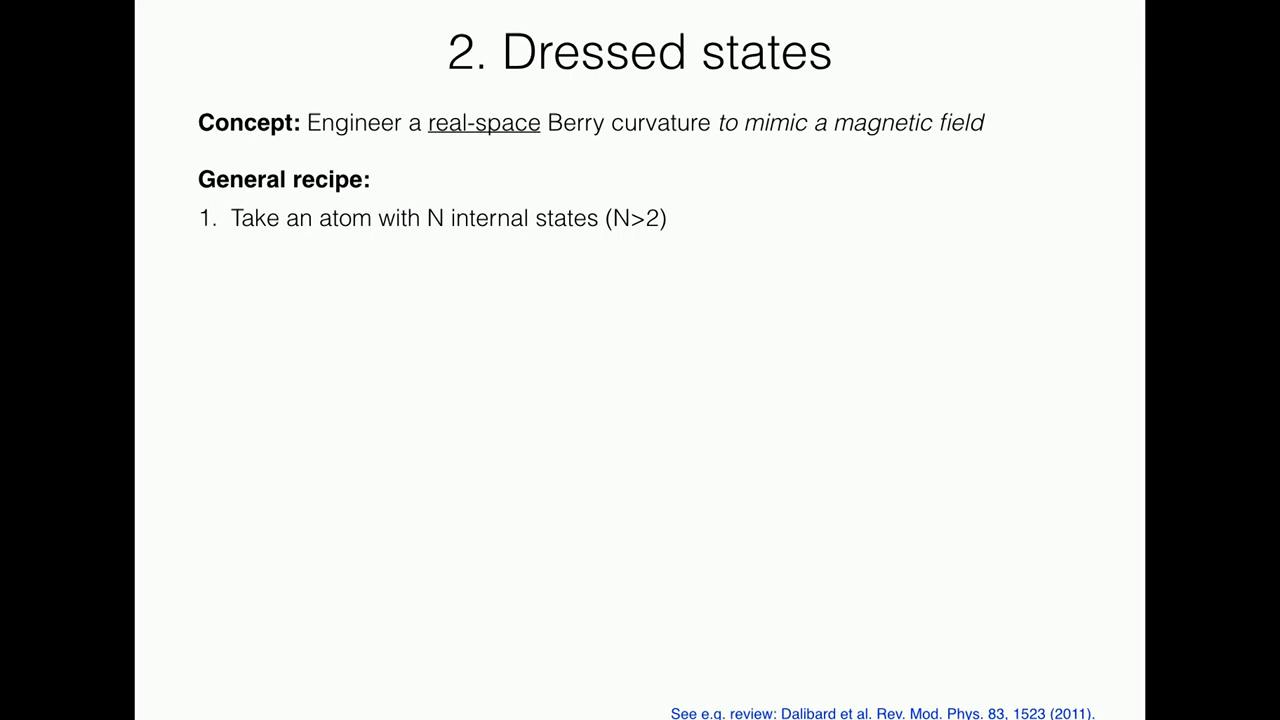 2. Dressed states
Concept: Engineer a real-space Berry curvature to mimic a magnetic field
General recipe:
1. Take an atom with N internal states (N>2)
See e.g. review: Dalibard et al. Rev. Mod. Phys. 83, 1523 (2011).